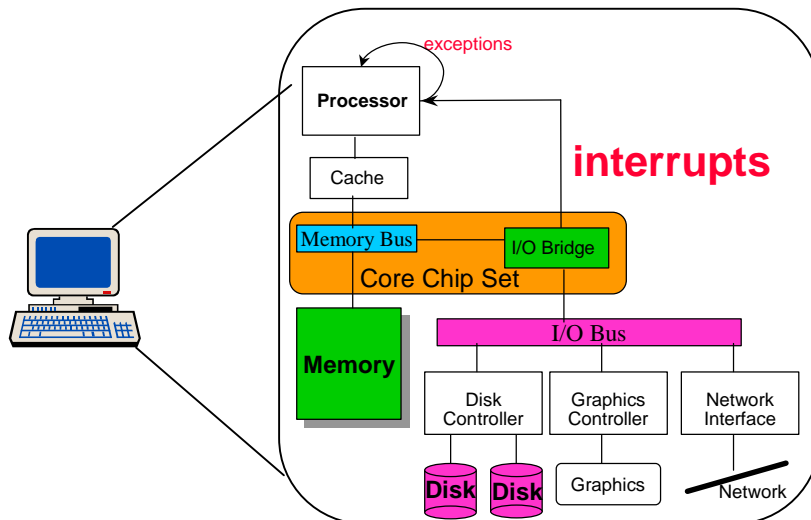 exceptions
Processor
interrupts
Cache
Memory Bus
I/O Bridge
Core Chip Set
I/O Bus
Memory
Disk
Controller
Graphics
Controller
Network
Interface
Disk
Disk
Graphics
Network